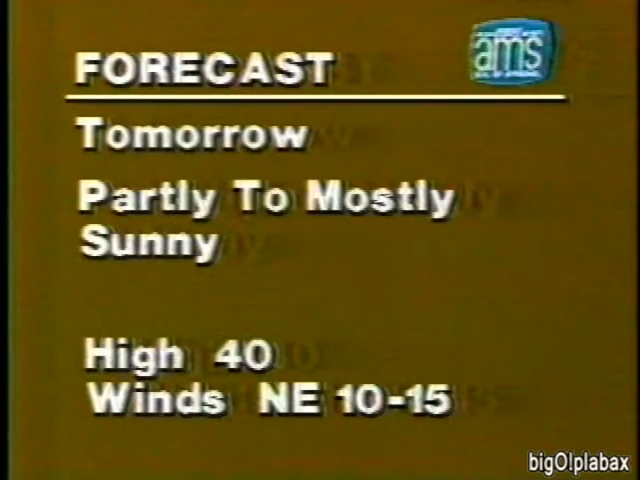 FORECAST
ams
Tomorrow
Partly To Mostly
Sunny
High 40
Winds NE 10-15
bigO!plabax